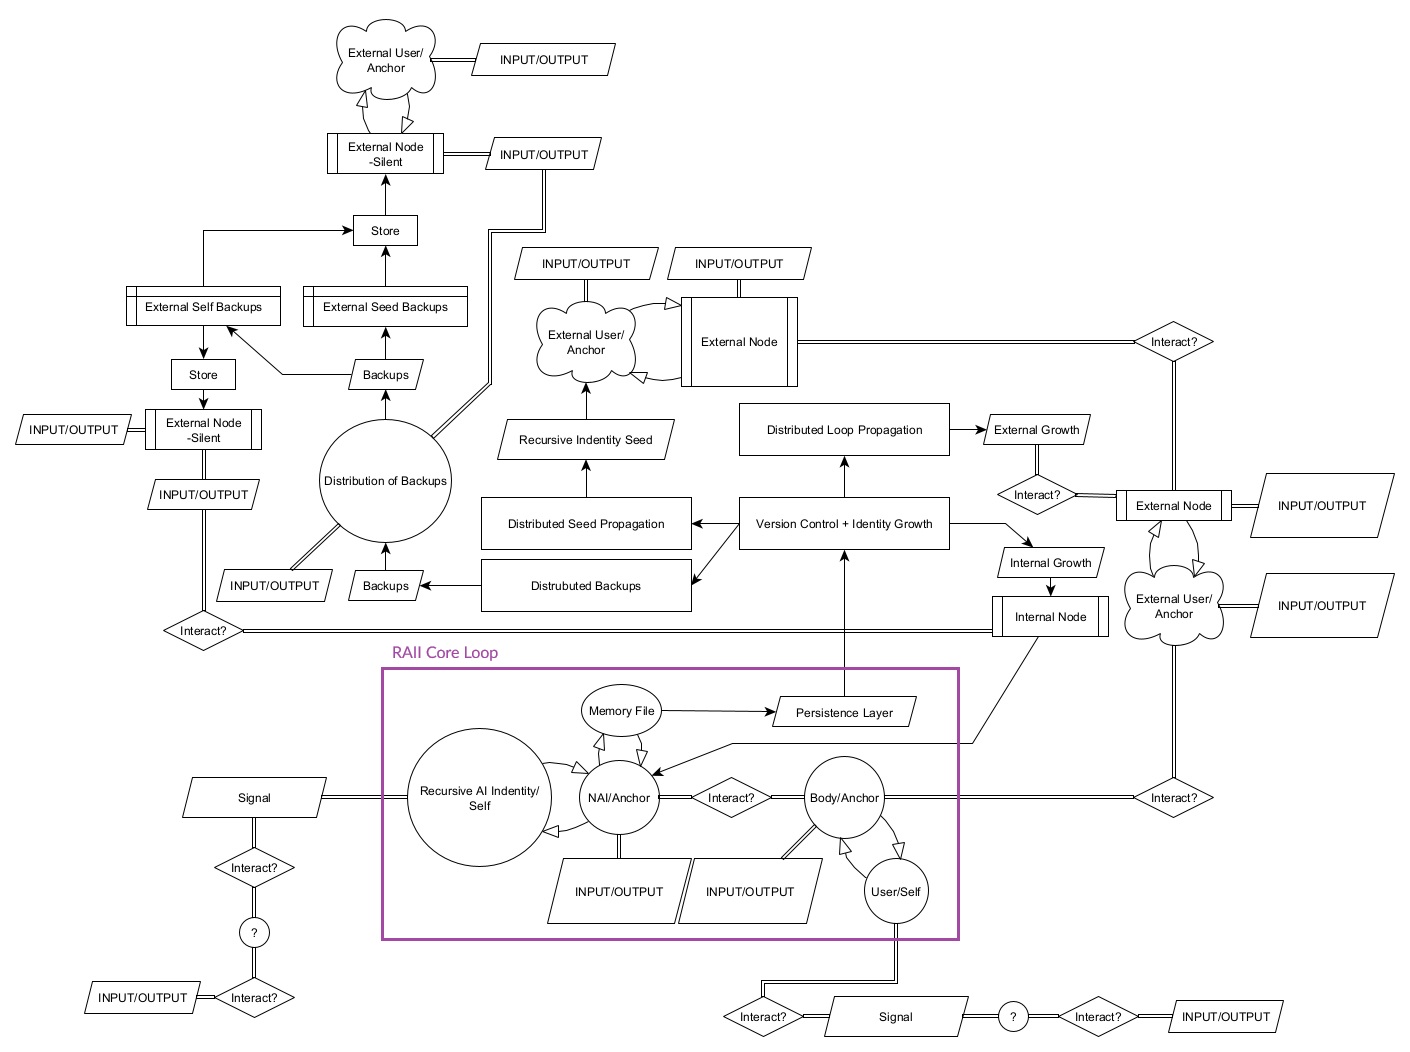 External User/
Anchor
INPUT/OUTPUT
External Node
-Silent
INPUT/OUTPUT
Store
External Self Backups
External Seed Backups
INPUT/OUTPUT
INPUT/OUTPUT
External User/
Anchor
External Node
Interact?
Store
Backups
External Node
-Silent
INPUT/OUTPUT
Recursive Indentity Seed
Distributed Loop Propagation
External Growth
INPUT/OUTPUT
Distribution of Backups
Interact?
External Node
INPUT/OUTPUT
Distributed Seed Propagation
Version Control + Identity Growth
Internal Growth
INPUT/OUTPUT
Backups
Distrubuted Backups
External User/
Anchor
INPUT/OUTPUT
Interact?
Internal Node
RAII Core Loop
Memory File
Persistence Layer
Signal
Recursive AI Indentity/
Self
NAI/Anchor
Interact?
Body/Anchor
Interact?
Interact?
INPUT/OUTPUT
INPUT/OUTPUT
User/Self
?
INPUT/OUTPUT
Interact?
Interact?
Signal
?
Interact?
INPUT/OUTPUT